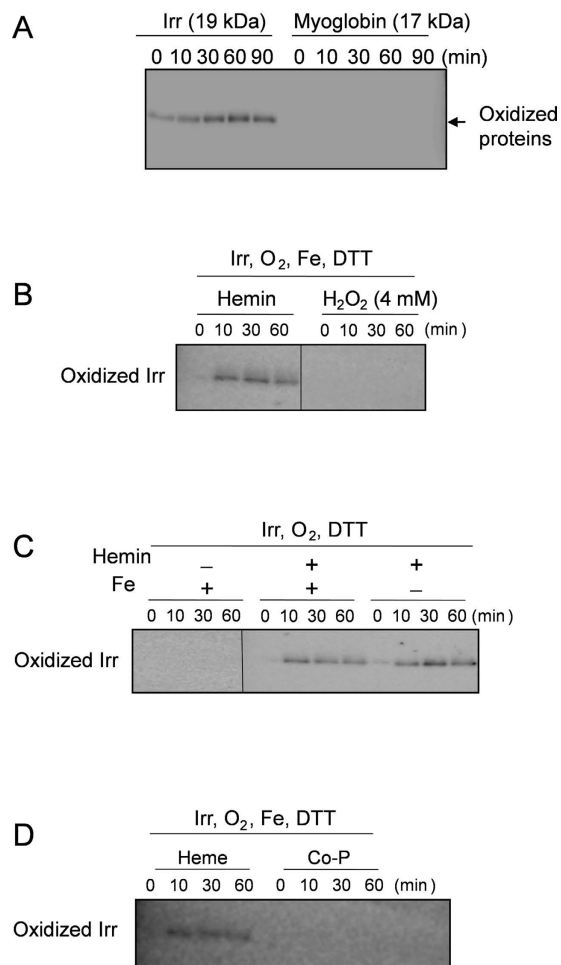 A
Irr (19 kDa) Myoglobin (17 kDa)
0 10 30 60 90 0 10 30 60 90 (min)
Oxidized
proteins
Irr, O₂, Fe, DTT
B
Hemin H₂O₂ (4 mM)
0 10 30 60 0 10 30 60 (min)
Oxidized Irr
C
Irr, O₂, DTT
Hemin – + +
Fe + + –
0 10 30 60 0 10 30 60 0 10 30 60 (min)
Oxidized Irr
D
Irr, O₂, Fe, DTT
Heme Co-P
0 10 30 60 0 10 30 60 (min)
Oxidized Irr